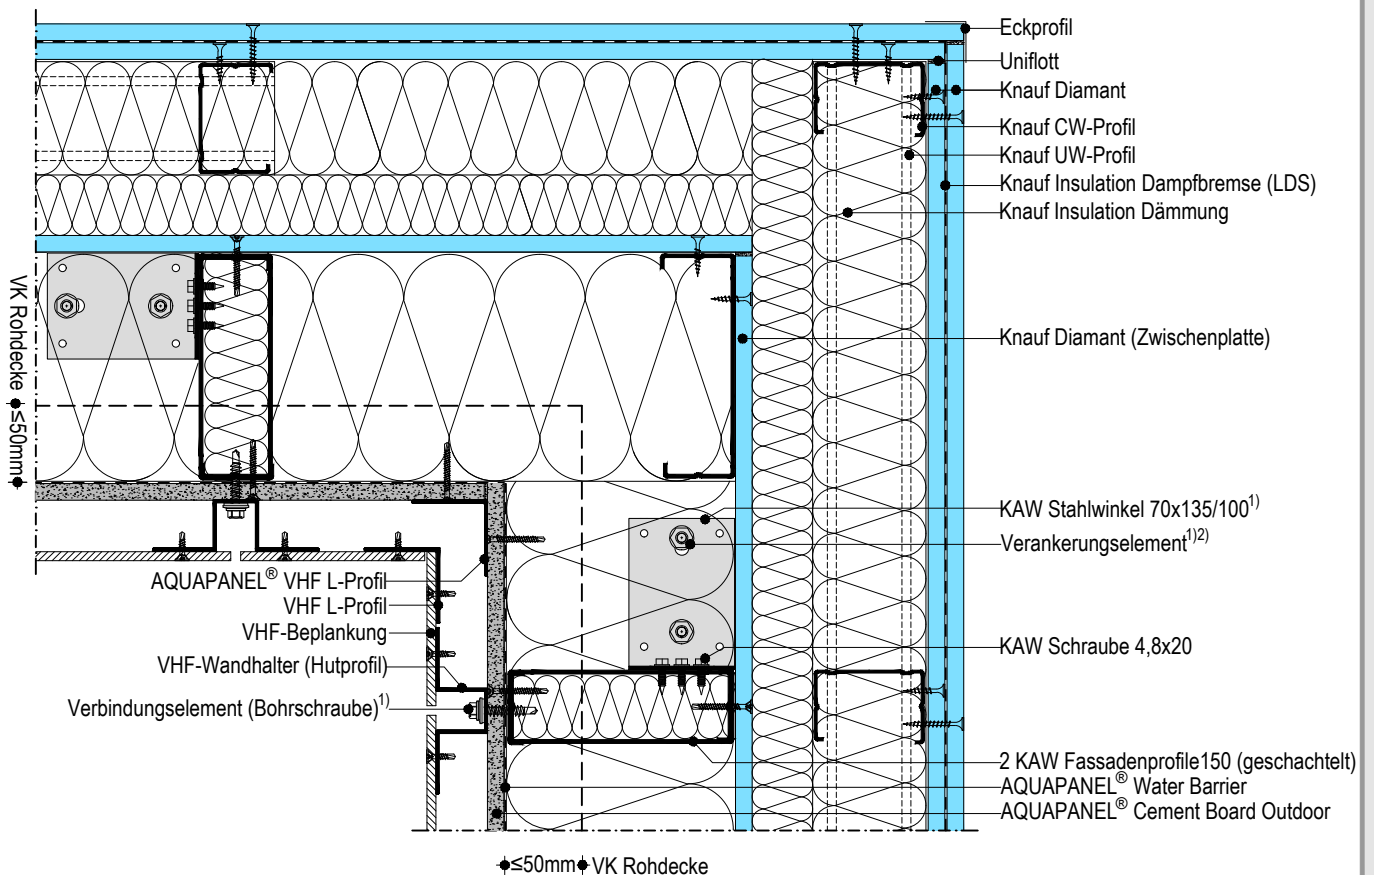 Eckprofil
Uniflott
Knauf Diamant
Knauf CW-Profil
Knauf UW-Profil
Knauf Insulation Dampfbremse (LDS)
Knauf Insulation Dämmung
Knauf Diamant (Zwischenplatte)
VK Rohdecke
≤50mm
KAW Stahlwinkel 70x135/100¹⁾
Verankerungselement¹⁾²⁾
AQUAPANEL® VHF L-Profil
VHF L-Profil
VHF-Beplankung
VHF-Wandhalter (Hutprofil)
Verbindungselement (Bohrschraube)¹⁾
KAW Schraube 4,8x20
2 KAW Fassadenprofile150 (geschachtelt)
AQUAPANEL® Water Barrier
AQUAPANEL® Cement Board Outdoor
≤50mm VK Rohdecke